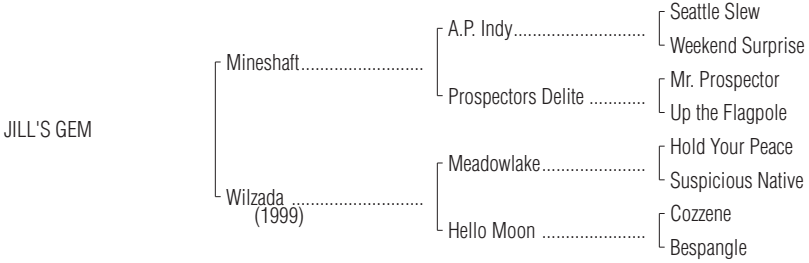 Seattle Slew
A.P. Indy...........................
Weekend Surprise
Mineshaft..........................
Mr. Prospector
Prospectors Delite ............
Up the Flagpole
JILL'S GEM
Hold Your Peace
Meadowlake......................
Suspicious Native
Wilzada ............................
(1999)
Cozzene
Hello Moon ......................
Bespangle